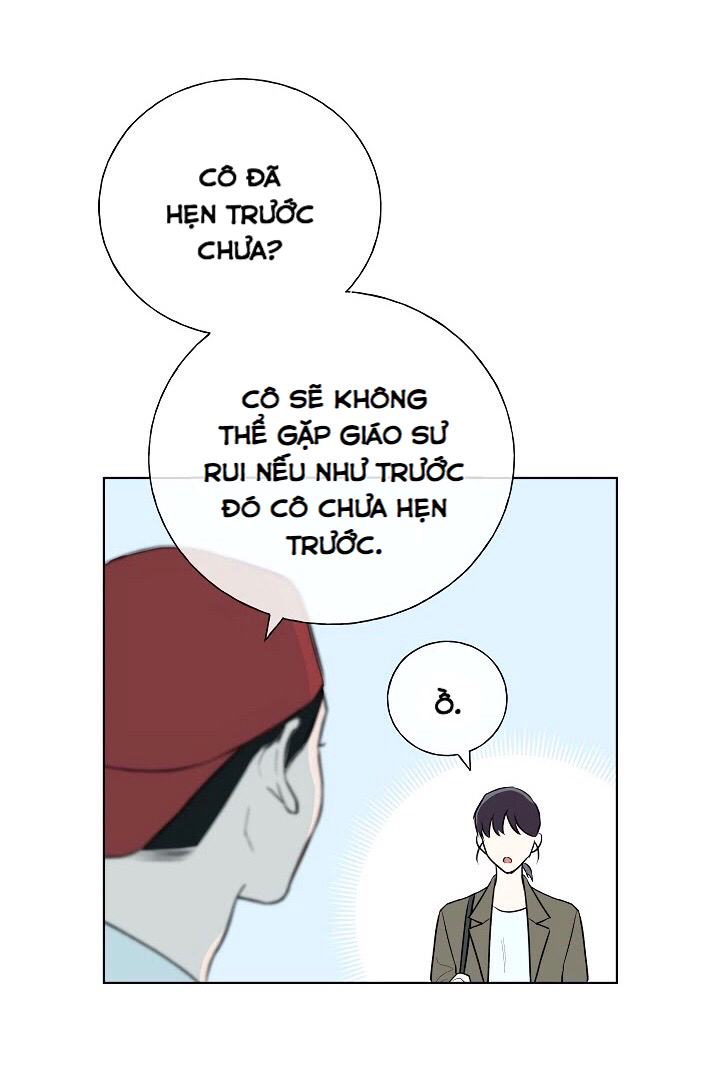 CÔ ĐÃ
HẸN TRƯỚC
CHƯA?
CÔ SẼ KHÔNG
THỂ GẶP GIÁO SƯ
RUI NẾU NHƯ TRƯỚC
ĐÓ CÔ CHƯA HẸN
TRƯỚC.
Ồ.